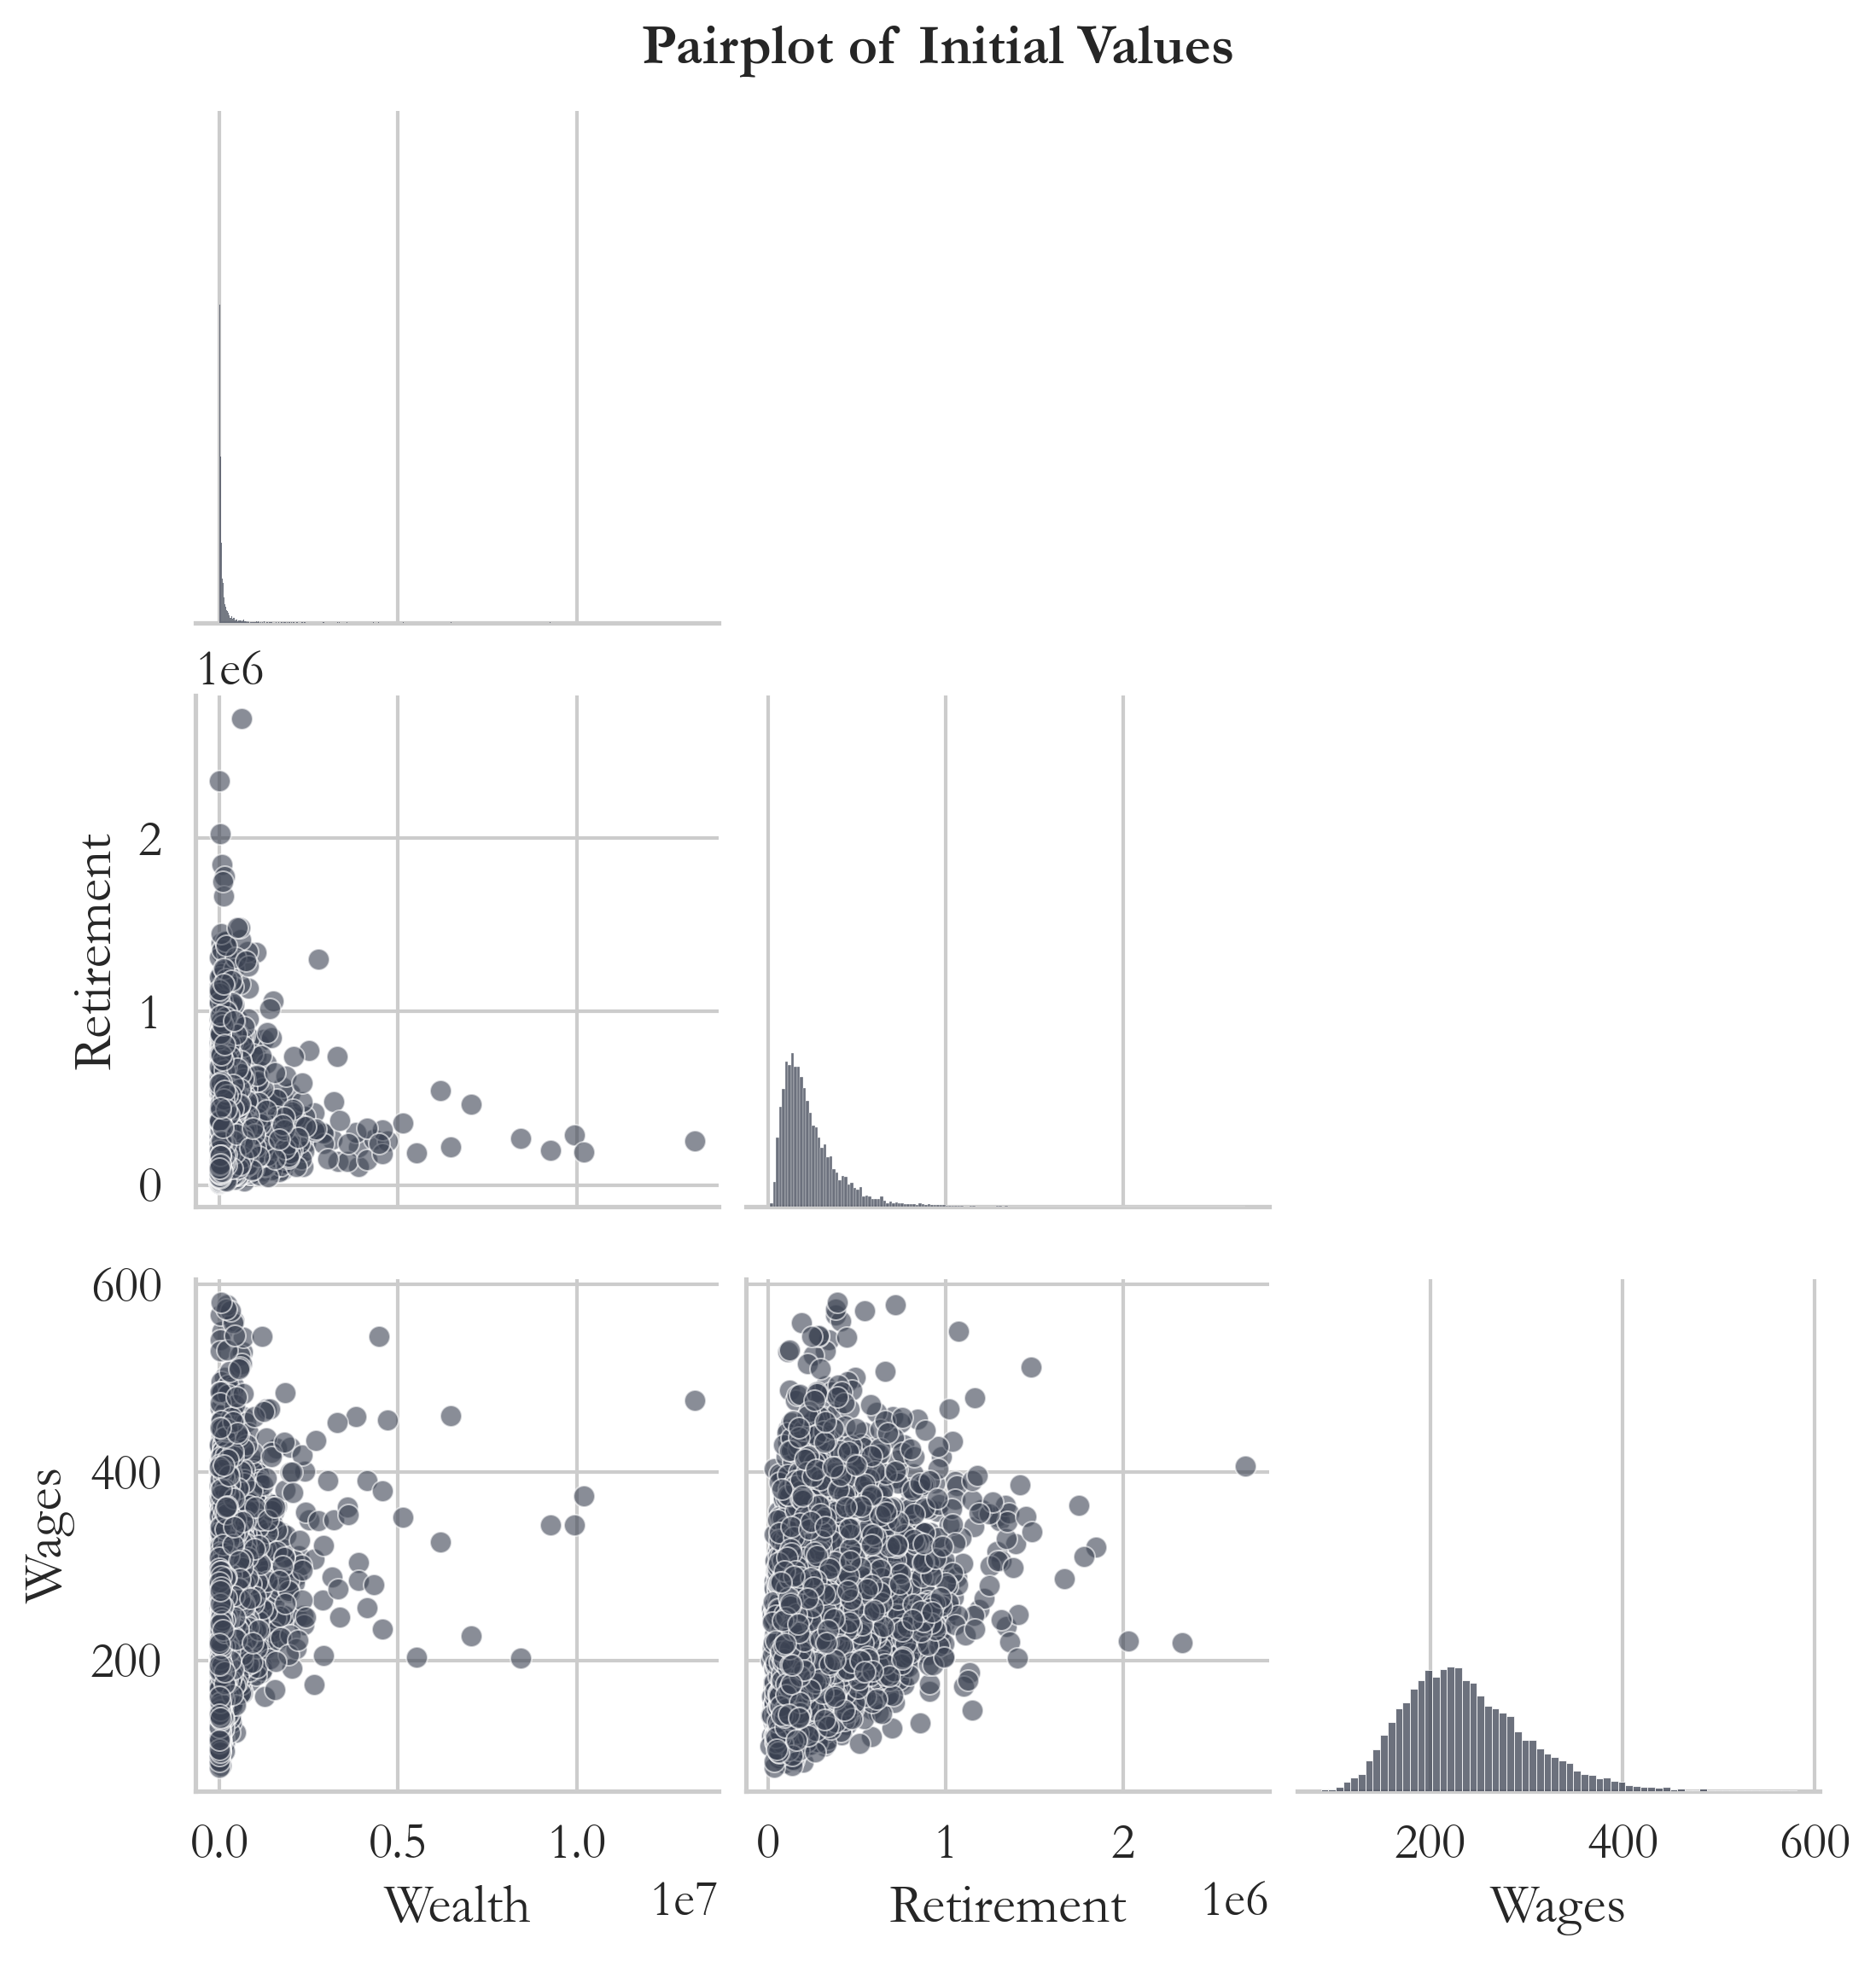 Pairplot of Initial Values
1e6
2
1
0
Retirement
600
400
200
Wages
0.0 0.5 1.0
0 1 2
200 400 600
Wealth 1e7
Retirement 1e6
Wages